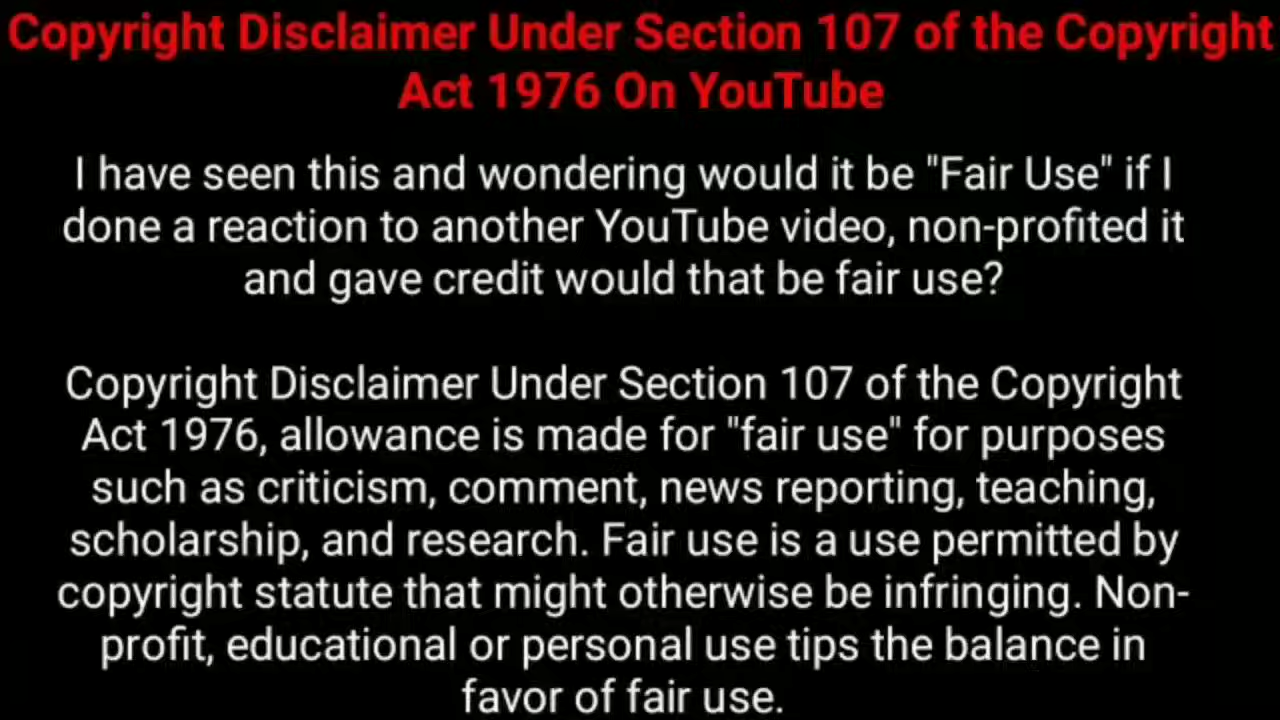 Copyright Disclaimer Under Section 107 of the Copyright
Act 1976 On YouTube
I have seen this and wondering would it be "Fair Use" if I
done a reaction to another YouTube video, non-profited it
and gave credit would that be fair use?
Copyright Disclaimer Under Section 107 of the Copyright
Act 1976, allowance is made for "fair use" for purposes
such as criticism, comment, news reporting, teaching,
scholarship, and research. Fair use is a use permitted by
copyright statute that might otherwise be infringing. Non-
profit, educational or personal use tips the balance in
favor of fair use.